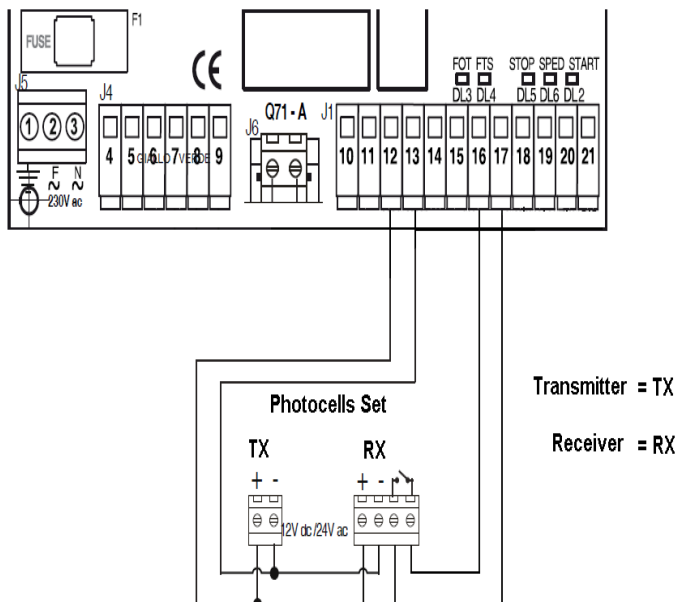 FUSE
F1
J5
J4
Q71 - A
J6
J1
FOT FTS STOP SPED START
DL3 DL4 DL5 DL6 DL2
1 2 3
4 5 6 7 8 9
GIALLO VERDE
10 11 12 13 14 15 16 17 18 19 20 21
F N
230V ac
Transmitter = TX
Photocells Set
Receiver = RX
TX RX
+ - + -
12V dc /24V ac